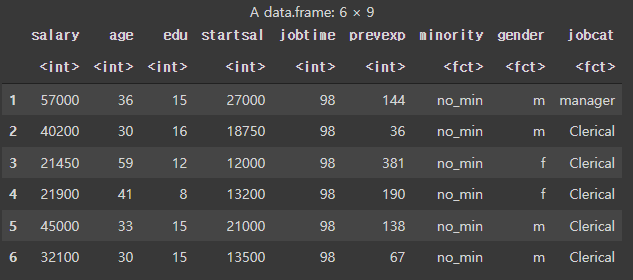 A data.frame: 6 × 9
salary age edu startsal jobtime prevexp minority gender jobcat
<int> <int> <int> <int> <int> <int> <fct> <fct> <fct>
1 57000 36 15 27000 98 144 no_min m manager
2 40200 30 16 18750 98 36 no_min m Clerical
3 21450 59 12 12000 98 381 no_min f Clerical
4 21900 41 8 13200 98 190 no_min f Clerical
5 45000 33 15 21000 98 138 no_min m Clerical
6 32100 30 15 13500 98 67 no_min m Clerical